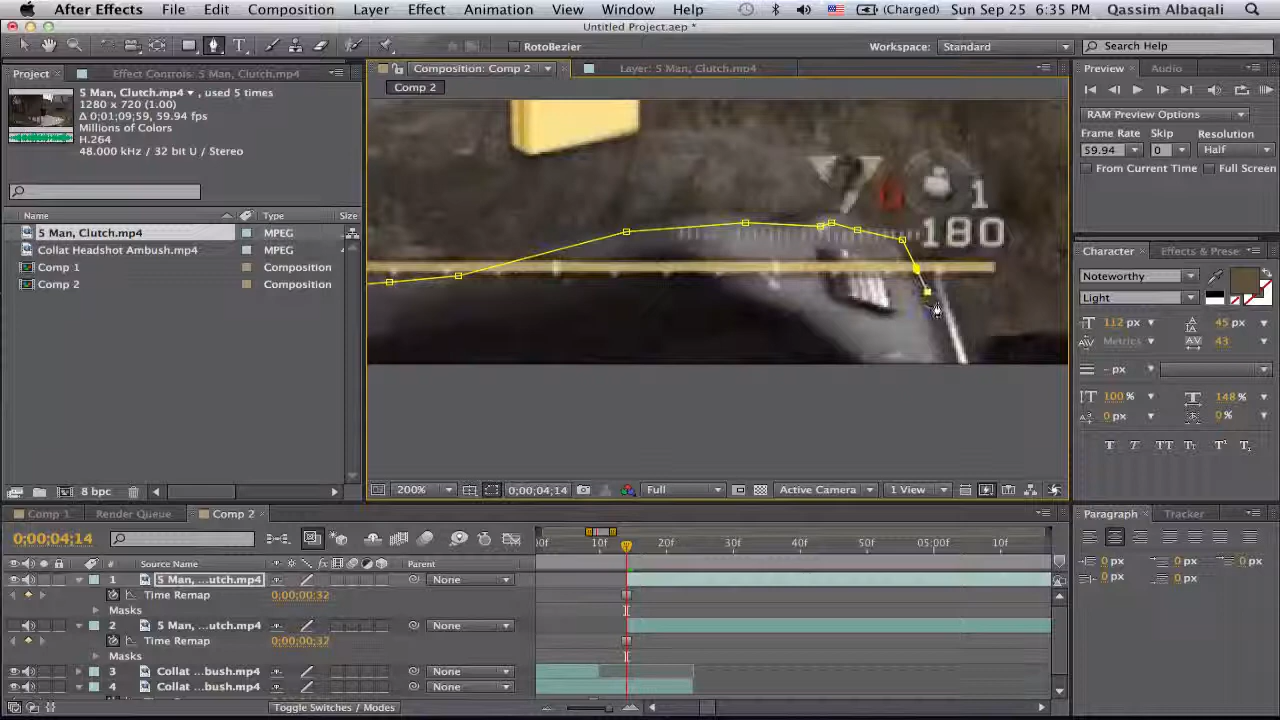 After Effects File Edit Composition Layer Effect Animation View Window Help (Charged) Sun Sep 25 6:35 PM Qassim Albaqali
Untitled Project.aep *
RotoBezier Workspace: Standard Search Help
Project Effect Controls: 5 Man, Clutch.mp4
5 Man, Clutch.mp4 , used 5 times
1280 x 720 (1.00)
Δ 0;01:09;59, 59.94 fps
Millions of Colors
H.264
48.000 kHz / 32 bit U / Stereo
Name Type Size
5 Man, Clutch.mp4 MPEG
Collat Headshot Ambush.mp4 MPEG
Comp 1 Composition
Comp 2 Composition
8 bpc
Composition: Comp 2 Layer: 5 Man, Clutch.mp4
Comp 2
0 1
180
200% 0;00;04;14 Full Active Camera 1 View
Preview Audio
RAM Preview Options
Frame Rate Skip Resolution
59.94 0 Half
From Current Time Full Screen
Character Effects & Prese
Noteworthy
Light
112 px 45 px
Metrics 43
- px
100% 148%
0 px 0%
T T TT Tt T¹ T₁
Comp 1 Render Queue Comp 2
0;00;04;14
:00f 10f 20f 30f 40f 50f 05:00f 10f
# Source Name Parent
1 5 Man, ...utch.mp4 None
Time Remap 0;00;00;32
Masks
2 5 Man, ...utch.mp4 None
Time Remap 0;00;00;32
Masks
3 Collat ...bush.mp4 None
4 Collat ...bush.mp4 None
Toggle Switches / Modes
Paragraph Tracker
0 px 0 px 0 px
0 px 0 px